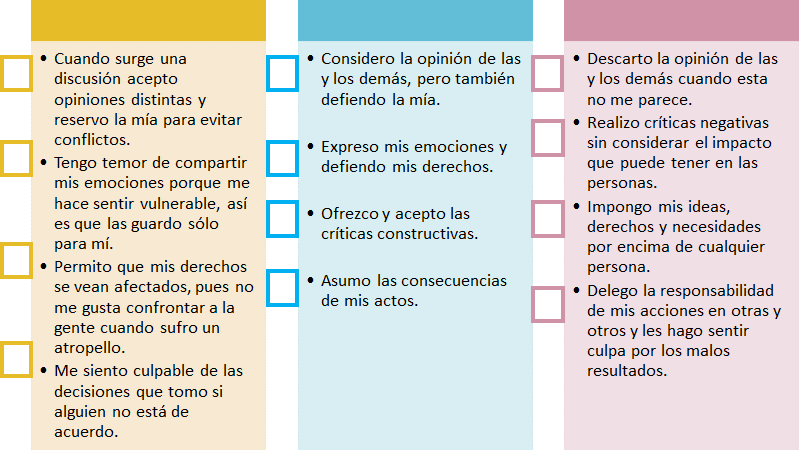 • Cuando surge una
discusión acepto
opiniones distintas y
reservo la mía para evitar
conflictos.
• Tengo temor de compartir
mis emociones porque me
hace sentir vulnerable, así
es que las guardo sólo
para mí.
• Permito que mis derechos
se vean afectados, pues no
me gusta confrontar a la
gente cuando sufro un
atropello.
• Me siento culpable de las
decisiones que tomo si
alguien no está de
acuerdo.
• Considero la opinión de las
y los demás, pero también
defiendo la mía.
• Expreso mis emociones y
defiendo mis derechos.
• Ofrezco y acepto las
críticas constructivas.
• Asumo las consecuencias
de mis actos.
• Descarto la opinión de las
y los demás cuando esta
no me parece.
• Realizo críticas negativas
sin considerar el impacto
que puede tener en las
personas.
• Impongo mis ideas,
derechos y necesidades
por encima de cualquier
persona.
• Delego la responsabilidad
de mis acciones en otras y
otros y les hago sentir
culpa por los malos
resultados.